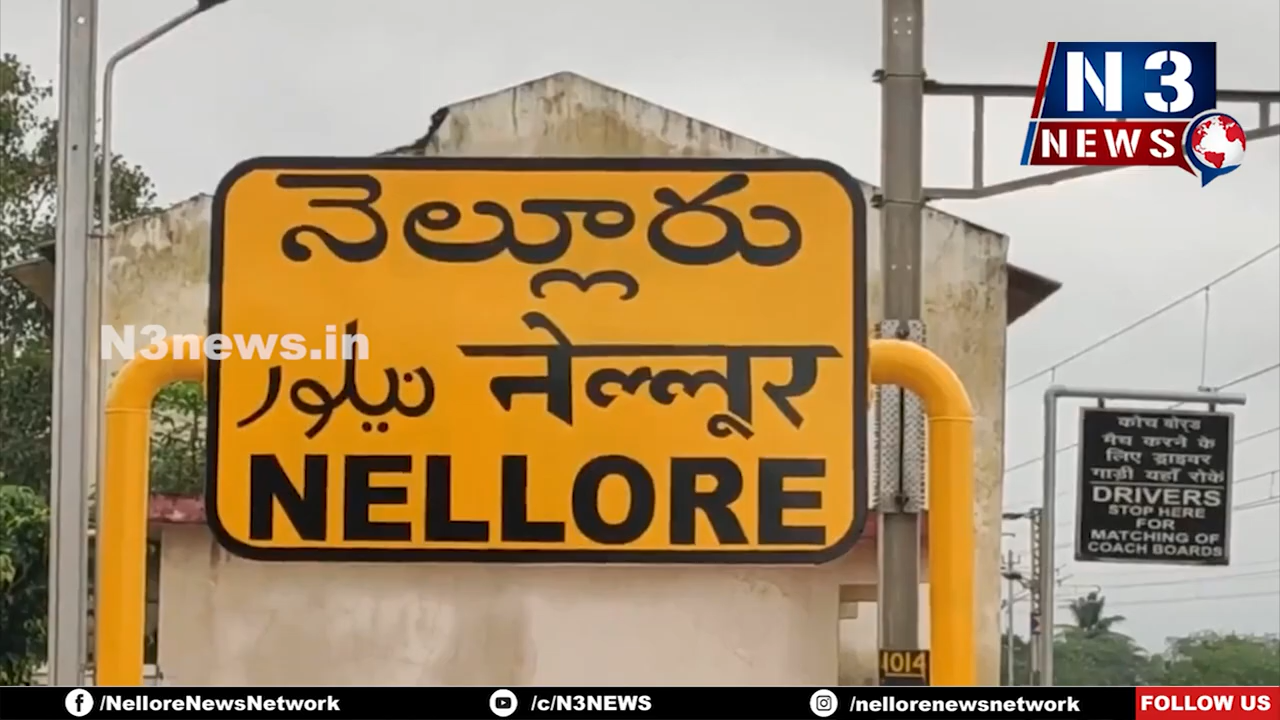 N 3
NEWS
నెల్లూరు
N3news.in
نیلور नेल्लूर
NELLORE
कोच बोर्ड
मैच करने के
लिए ड्राइवर
गाड़ी यहाँ रोकें
DRIVERS
STOP HERE
FOR
MATCHING OF
COACH BOARDS
1014
/NelloreNewsNetwork /c/N3NEWS /nellorenewsnetwork FOLLOW US